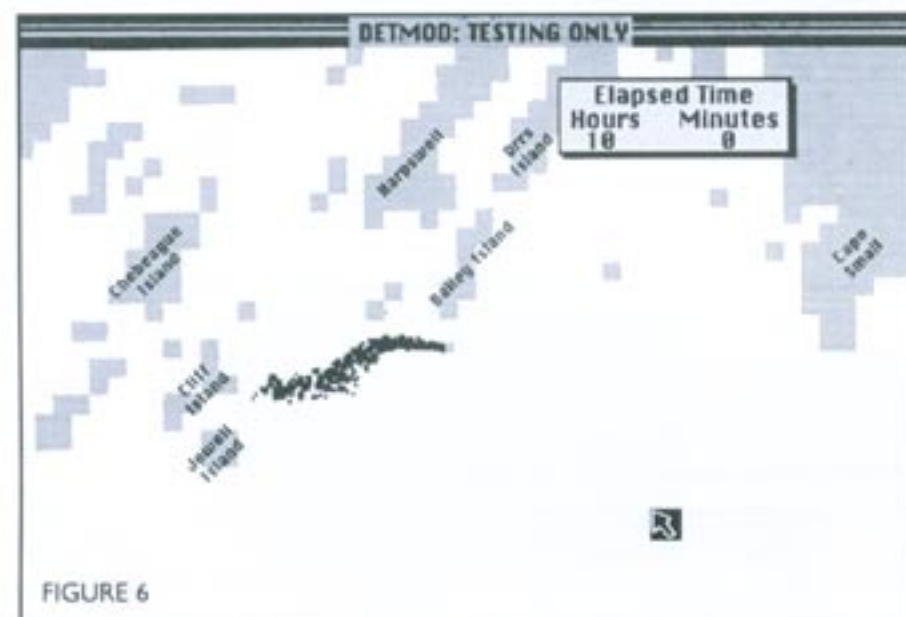 DETMOD: TESTING ONLY
Elapsed Time
Hours Minutes
10 0
Orrs
Island
Harpswell
Bailey Island
Cape
Small
Chebeague
Island
Cliff
Island
Jewell
Island
FIGURE 6